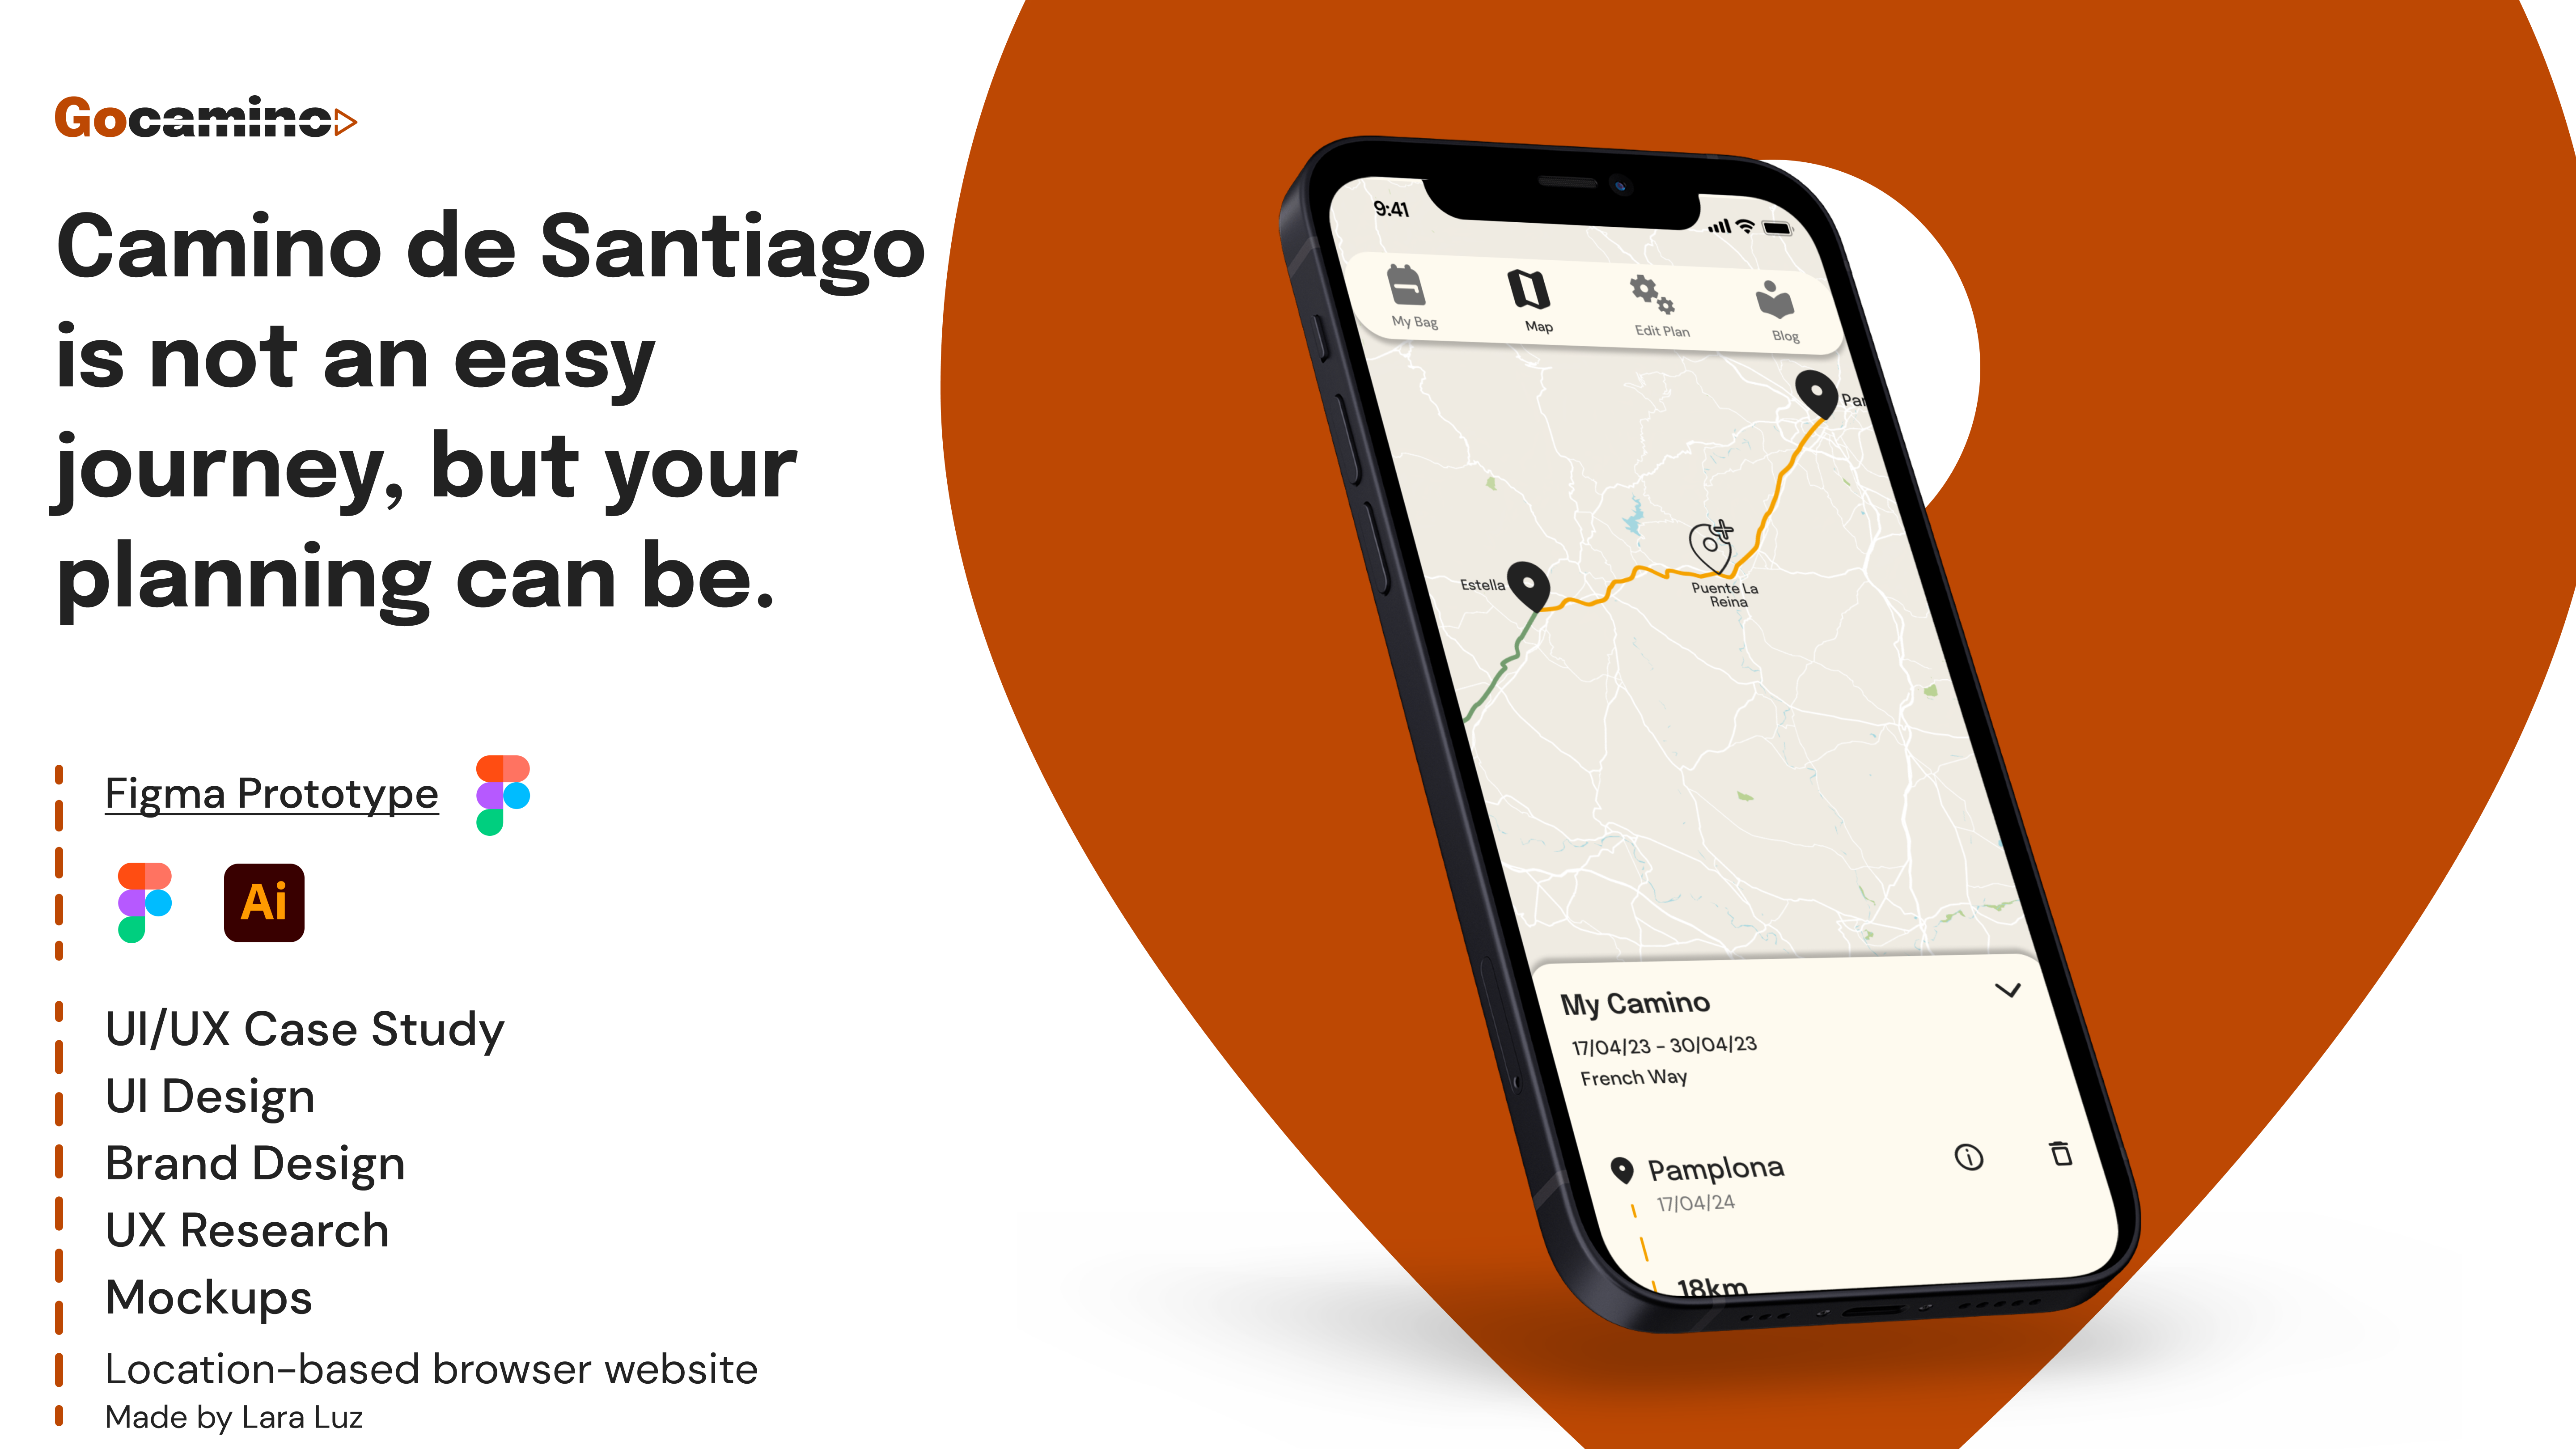 Gocamino
Camino de Santiago
is not an easy
journey, but your
planning can be.
Figma Prototype
Ai
UI/UX Case Study
UI Design
Brand Design
UX Research
Mockups
Location-based browser website
Made by Lara Luz
9:41
My Bag
Map
Edit Plan
Blog
Pam
Estella
Puente La
Reina
My Camino
17/04/23 - 30/04/23
French Way
Pamplona
17/04/24
18km